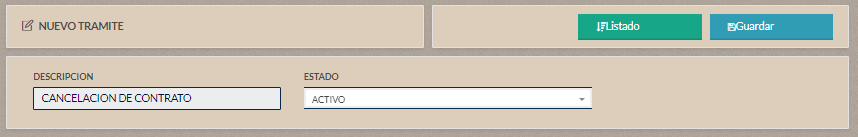 NUEVO TRAMITE
Listado
Guardar
DESCRIPCION
ESTADO
CANCELACION DE CONTRATO
ACTIVO